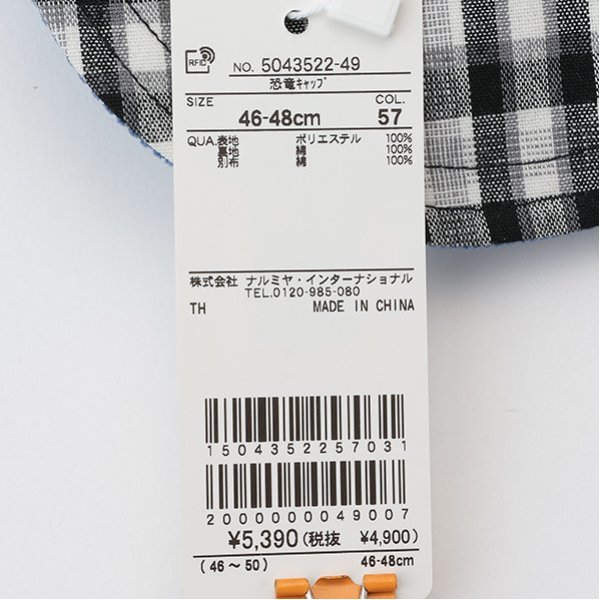 RFID
NO. 5043522-49
恐竜ｷｬｯﾌﾟ
SIZE COL.
46-48cm 57
QUA. 表地 ポリエステル 100%
裏地 綿 100%
別布 綿 100%
株式会社 ナルミヤ・インターナショナル
TEL.0120-985-080
TH MADE IN CHINA
1504352257031
2000000049007
¥5,390(税抜 ¥4,900)
(46～50) 46-48cm